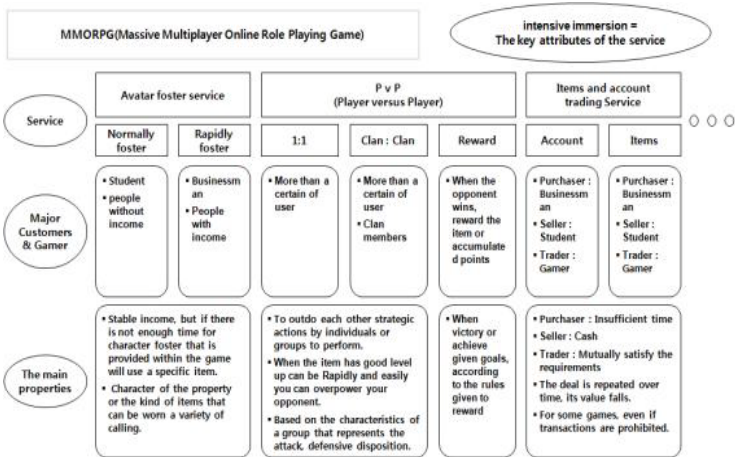 MMORPG(Massive Multiplayer Online Role Playing Game)
intensive immersion =
The key attributes of the service
Service
Avatar foster service
P v P
(Player versus Player)
Items and account
trading Service
Normally
foster
Rapidly
foster
1:1
Clan : Clan
Reward
Account
Items
Major
Customers
& Gamer
▪ Student
▪ people
without
income
▪ Businessm
an
▪ People
with
income
▪ More than a
certain of
user
▪ More than a
certain of
user
▪ Clan
members
▪ When the
opponent
wins,
reward the
item or
accumulate
d points
▪ Purchaser :
Businessm
an
▪ Seller :
Student
▪ Trader :
Gamer
▪ Purchaser :
Businessm
an
▪ Seller :
Student
▪ Trader :
Gamer
The main
properties
▪ Stable income, but if there
is not enough time for
character foster that is
provided within the game
will use a specific item.
▪ Character of the property
or the kind of items that
can be worn a variety of
calling.
▪ To outdo each other strategic
actions by individuals or
groups to perform.
▪ When the item has good level
up can be Rapidly and easily
you can overpower your
opponent.
▪ Based on the characteristics of
a group that represents the
attack, defensive disposition.
▪ When
victory or
achieve
given goals,
according
to the rules
given to
reward
▪ Purchaser : Insufficient time
▪ Seller : Cash
▪ Trader : Mutually satisfy the
requirements
▪ The deal is repeated over
time, its value falls.
▪ For some games, even if
transactions are prohibited.